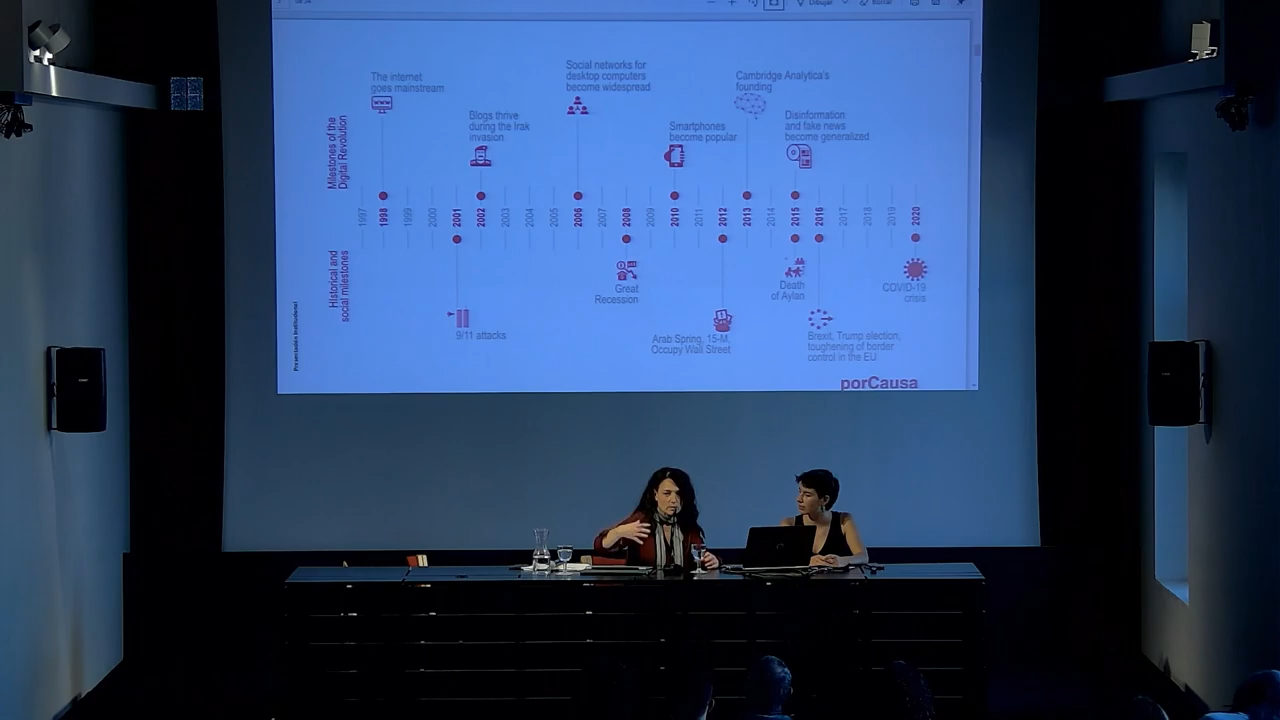 Dibujar
Borrar
The internet
goes mainstream
Blogs thrive
during the Irak
invasion
Social networks for
desktop computers
become widespread
Smartphones
become popular
Cambridge Analytica's
founding
Disinformation
and fake news
become generalized
Milestones of the
Digital Revolution
1997
1998
1999
2000
2001
2002
2003
2004
2005
2006
2007
2008
2009
2010
2011
2012
2013
2014
2015
2016
2017
2018
2019
2020
Historical and
social milestones
9/11 attacks
Great
Recession
Arab Spring, 15-M,
Occupy Wall Street
Death
of Aylan
Brexit, Trump election,
toughening of border
control in the EU
COVID-19
crisis
Presentación Institucional
porCausa